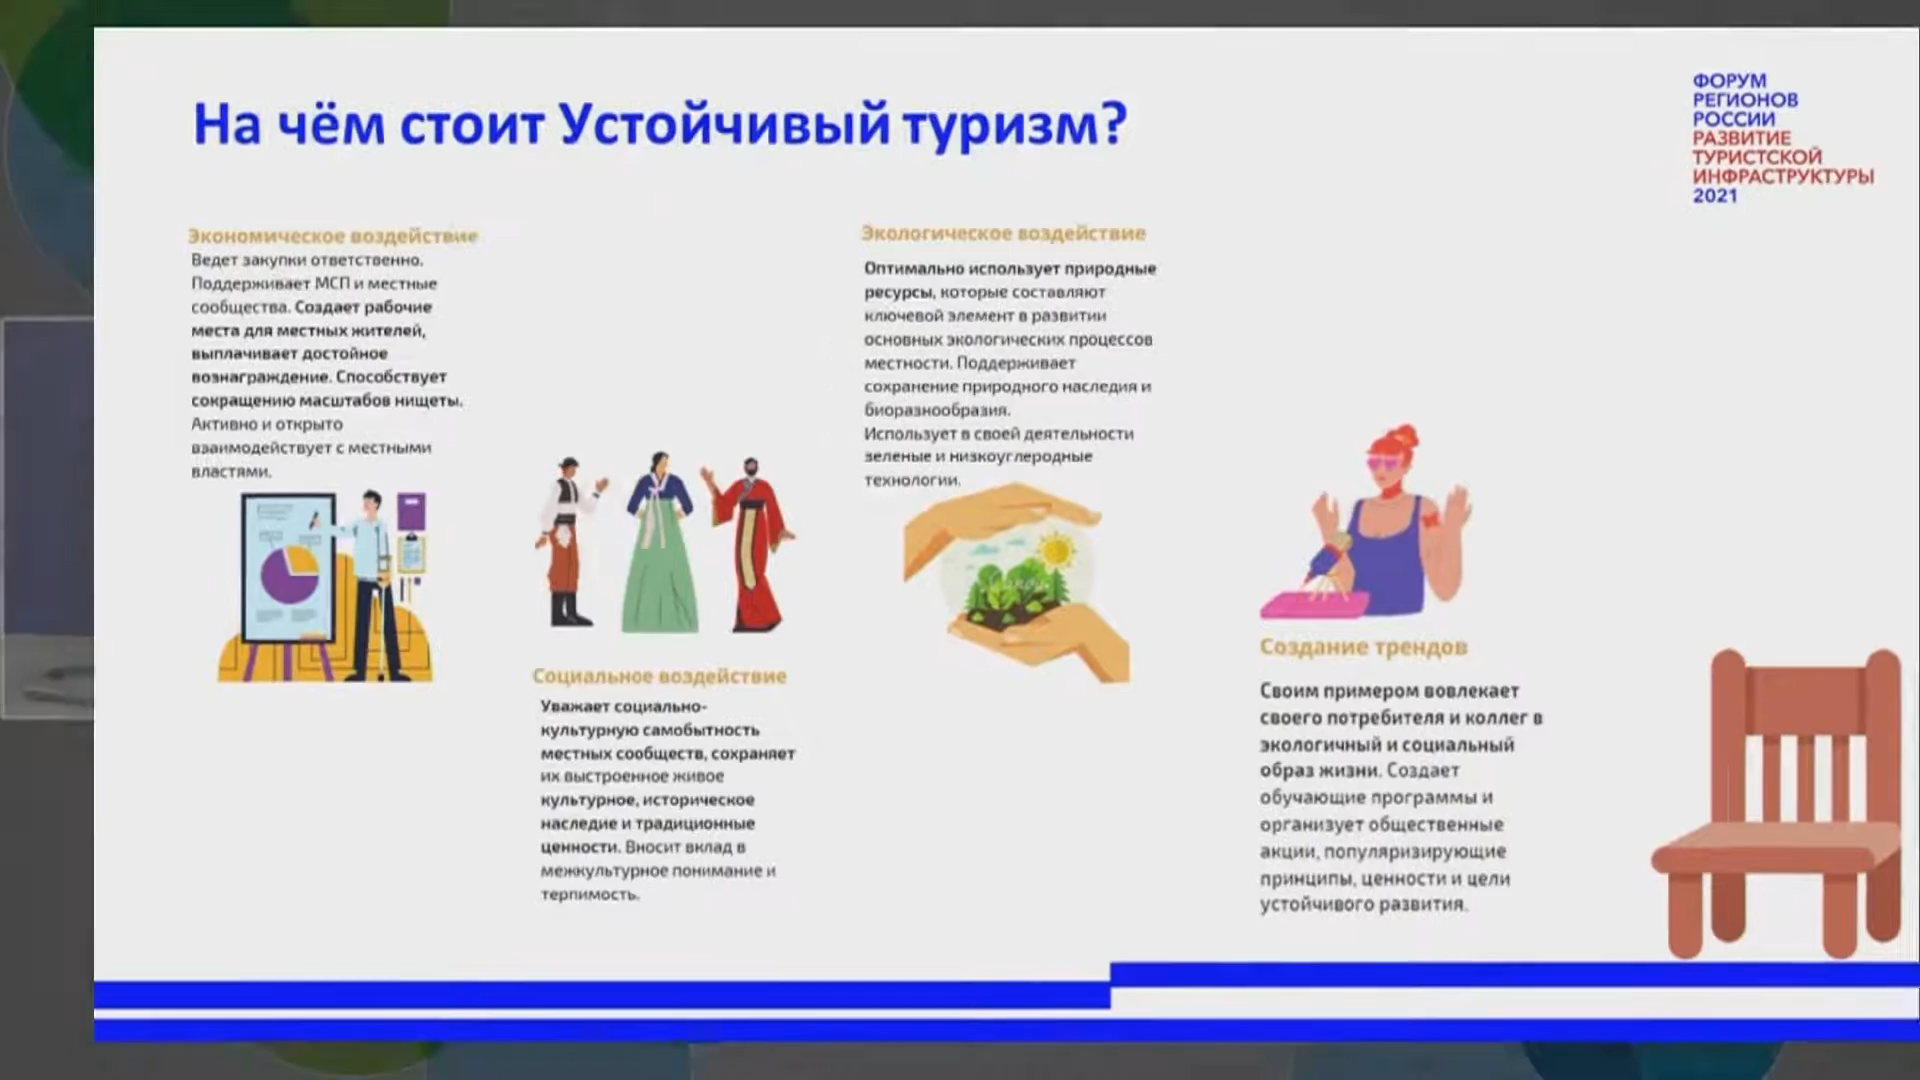 На чём стоит Устойчивый туризм?
ФОРУМ
РЕГИОНОВ
РОССИИ
РАЗВИТИЕ
ТУРИСТСКОЙ
ИНФРАСТРУКТУРЫ
2021
Экономическое воздействие
Ведет закупки ответственно.
Поддерживает МСП и местные
сообщества. Создает рабочие
места для местных жителей,
выплачивает достойное
вознаграждение. Способствует
сокращению масштабов нищеты.
Активно и открыто
взаимодействует с местными
властями.
Социальное воздействие
Уважает социально-
культурную самобытность
местных сообществ, сохраняет
их выстроенное живое
культурное, историческое
наследие и традиционные
ценности. Вносит вклад в
межкультурное понимание и
терпимость.
Экологическое воздействие
Оптимально использует природные
ресурсы, которые составляют
ключевой элемент в развитии
основных экологических процессов
местности. Поддерживает
сохранение природного наследия и
биоразнообразия.
Использует в своей деятельности
зеленые и низкоуглеродные
технологии.
Создание трендов
Своим примером вовлекает
своего потребителя и коллег в
экологичный и социальный
образ жизни. Создает
обучающие программы и
организует общественные
акции, популяризирующие
принципы, ценности и цели
устойчивого развития.